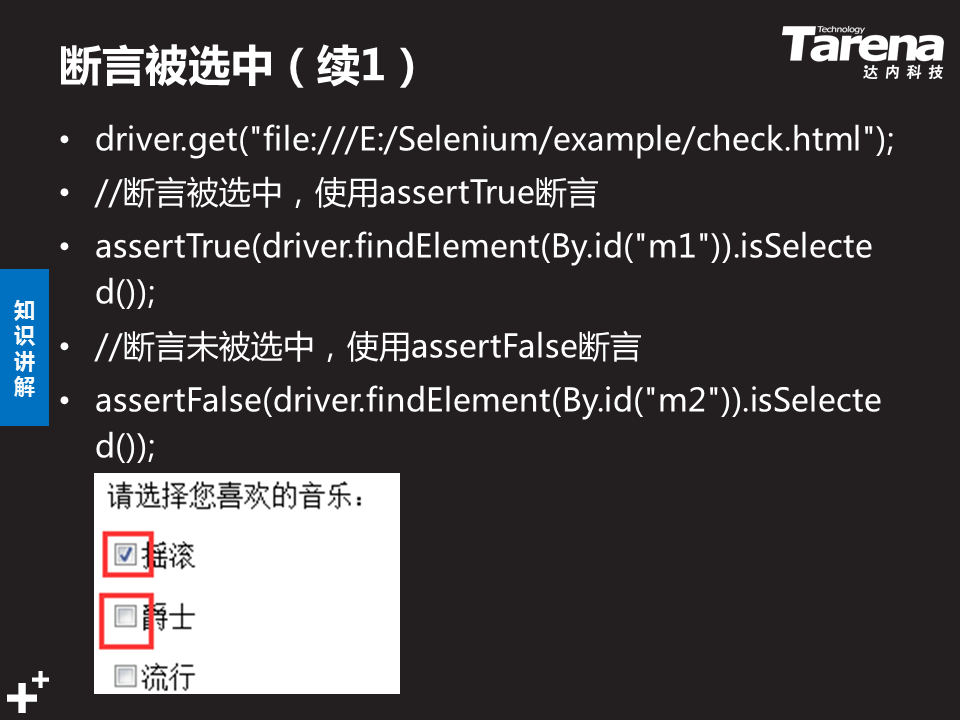 断言被选中（续1）
Technology
Tarena
达内科技
• driver.get("file:///E:/Selenium/example/check.html");
• //断言被选中，使用assertTrue断言
• assertTrue(driver.findElement(By.id("m1")).isSelecte
d());
• //断言未被选中，使用assertFalse断言
• assertFalse(driver.findElement(By.id("m2")).isSelecte
d());
知识讲解
请选择您喜欢的音乐：
摇滚
爵士
流行